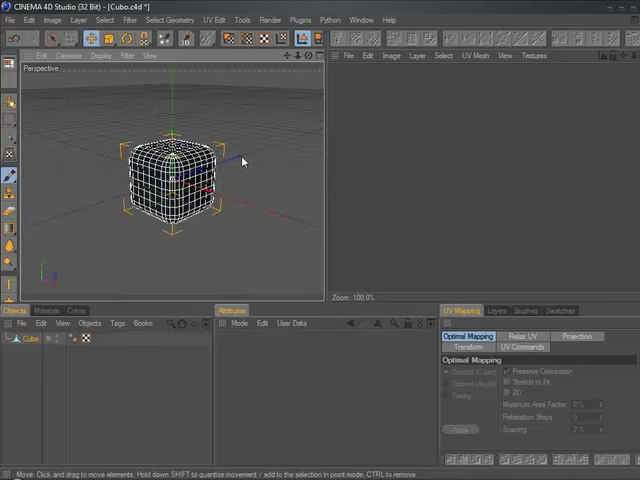 CINEMA 4D (32 Bit) - [Cubo.c4d *]
File Edit Image Layer Select Filter Select Geometry UV Edit Tools Render Plugins Python Window Help
Edit Cameras Display Filter View
File Edit Image Layer Select UV Mesh View Textures
Perspective
Zoom: 100.0%
Objects Materials Colors
Attributes
UV Mapping Layers Brushes Swatches
File Edit View Objects Tags Bookm
Mode Edit User Data
Cube
Optimal Mapping Relax UV Projection
Transform UV Commands
Optimal Mapping
Optimal (Cubic) Preserve Orientation
Optimal (Angle) Stretch to Fit
Realign 2D
Maximum Area Factor 0 %
Relaxation Steps 0
Apply Spacing 2 %
Move: Click and drag to move elements. Hold down SHIFT to quantize movement / add to the selection in point mode, CTRL to remove